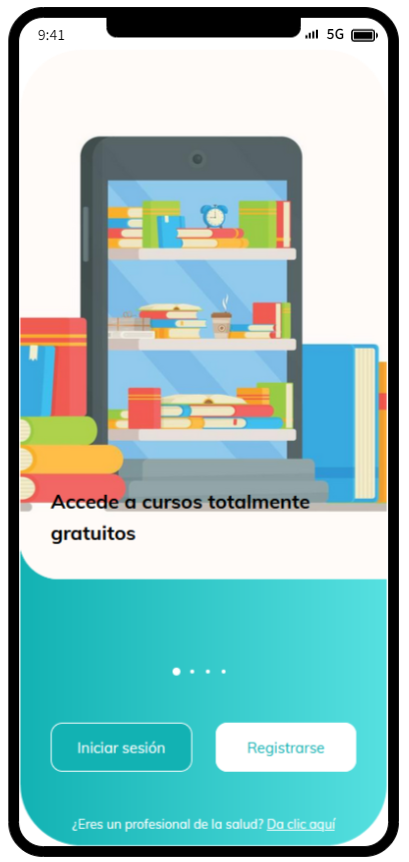 9:41 5G
Accede a cursos totalmente
gratuitos
Iniciar sesión Registrarse
¿Eres un profesional de la salud? Da clic aquí